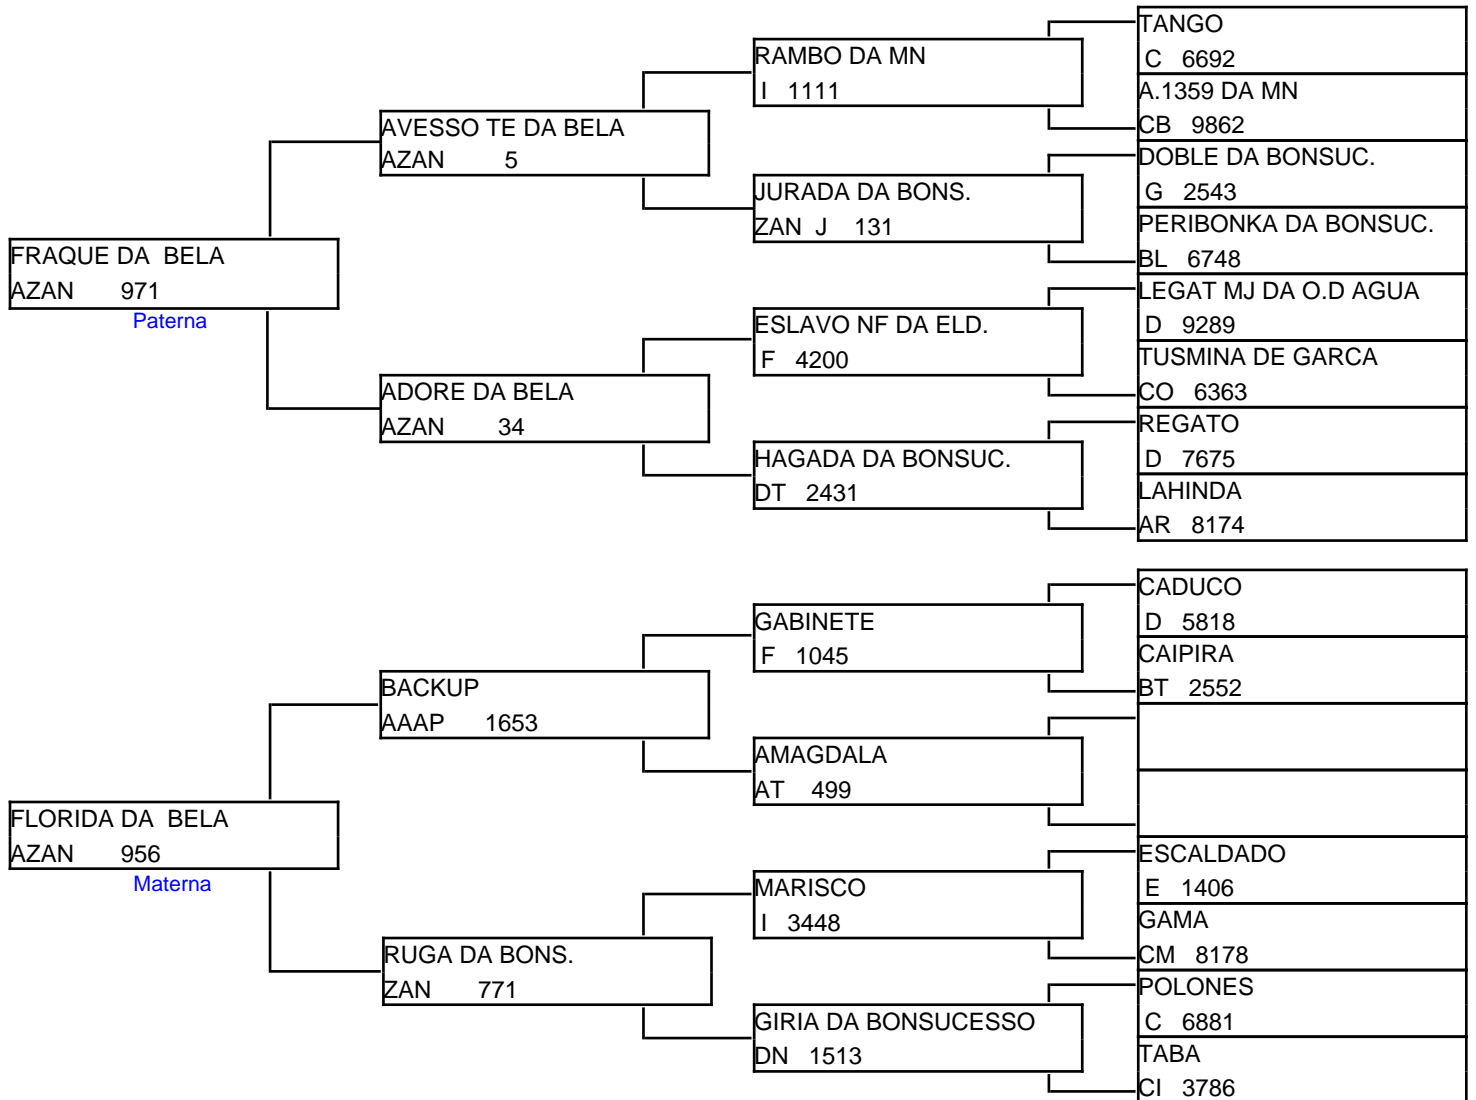 FRAQUE DA  BELA
AZAN 971
Paterna
AVESSO TE DA BELA
AZAN 5
ADORE DA BELA
AZAN 34
RAMBO DA MN
I 1111
JURADA DA BONS.
ZAN J 131
ESLAVO NF DA ELD.
F 4200
HAGADA DA BONSUC.
DT 2431
TANGO
C 6692
A.1359 DA MN
CB 9862
DOBLE DA BONSUC.
G 2543
PERIBONKA DA BONSUC.
BL 6748
LEGAT MJ DA O.D AGUA
D 9289
TUSMINA DE GARCA
CO 6363
REGATO
D 7675
LAHINDA
AR 8174
FLORIDA DA  BELA
AZAN 956
Materna
BACKUP
AAAP 1653
RUGA DA BONS.
ZAN 771
GABINETE
F 1045
AMAGDALA
AT 499
MARISCO
I 3448
GIRIA DA BONSUCESSO
DN 1513
CADUCO
D 5818
CAIPIRA
BT 2552
ESCALDADO
E 1406
GAMA
CM 8178
POLONES
C 6881
TABA
CI 3786